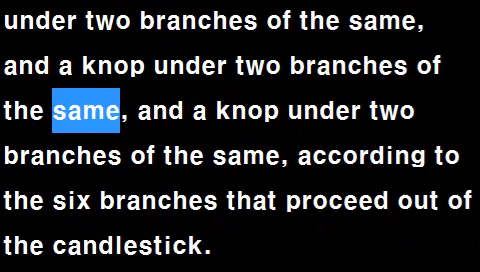 under two branches of the same,
and a knop under two branches of
the same, and a knop under two
branches of the same, according to
the six branches that proceed out of
the candlestick.